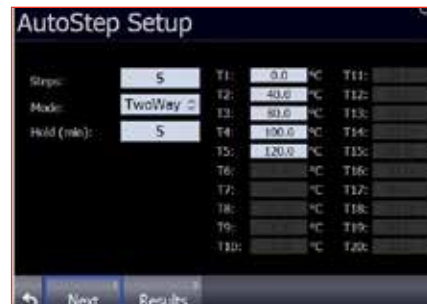 AutoStep Setup
Steps: 5
Mode: TwoWay
Hold (min): 5
T1: 0.0 °C
T2: 40.0 °C
T3: 80.0 °C
T4: 100.0 °C
T5: 120.0 °C
T6: °C
T7: °C
T8: °C
T9: °C
T10: °C
T11:
T12:
T13:
T14:
T15:
T16:
T17:
T18:
T19:
T20:
Next Results